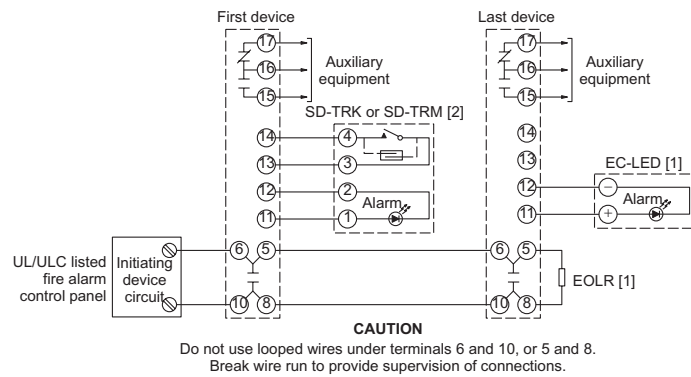 First device
Last device
17
16
15
Auxiliary
equipment
17
16
15
Auxiliary
equipment
SD-TRK or SD-TRM [2]
14
4
13
3
12
2
11
1
Alarm
14
13
12
11
EC-LED [1]
−
+
Alarm
UL/ULC listed
fire alarm
control panel
Initiating
device
circuit
6
5
10
8
6
5
10
8
EOLR [1]
CAUTION
Do not use looped wires under terminals 6 and 10, or 5 and 8.
Break wire run to provide supervision of connections.